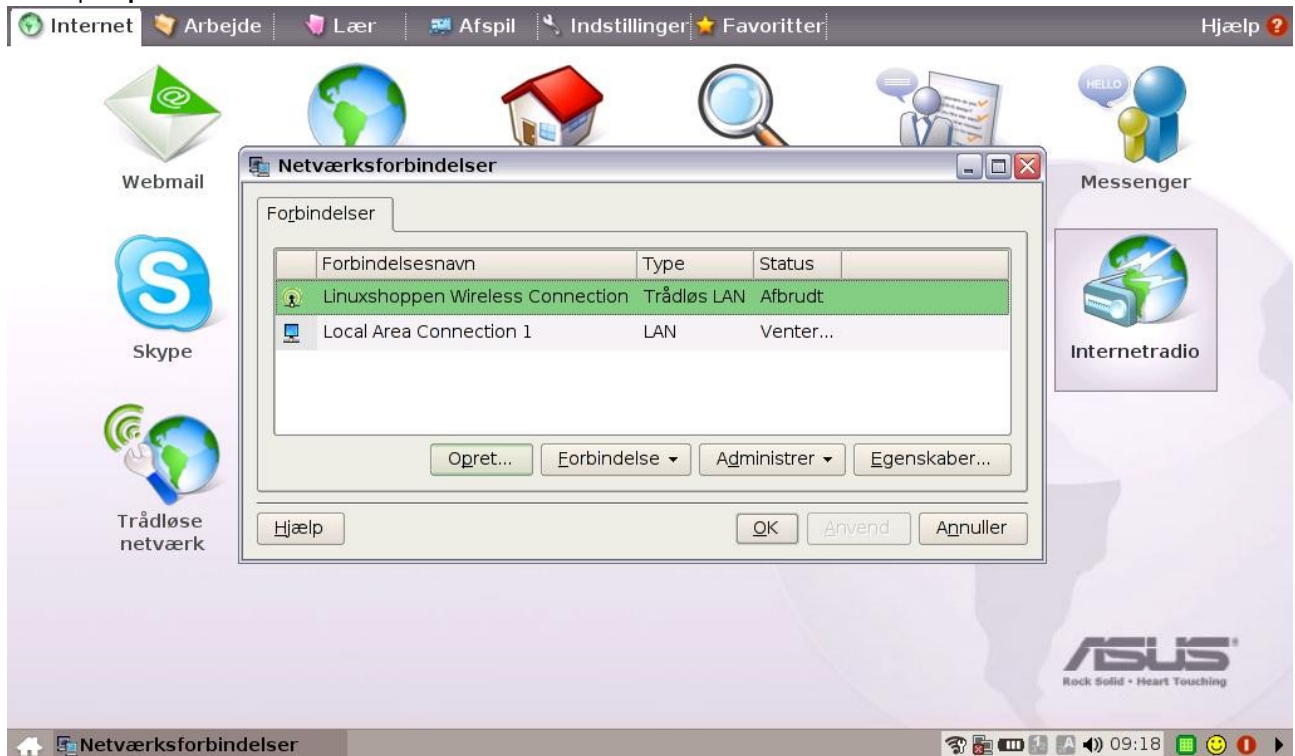 Internet Arbejde Lær Afspil Indstillinger Favoritter Hjælp
Webmail
Messenger
Netværksforbindelser
Forbindelser
Forbindelsesnavn Type Status
Linuxshoppen Wireless Connection Trådløs LAN Afbrudt
Local Area Connection 1 LAN Venter...
Skype
Internetradio
Opret... Forbindelse Administrer Egenskaber...
Trådløse
netværk
Hjælp OK Anvend Annuller
ASUS
Rock Solid • Heart Touching
Netværksforbindelser 09:18